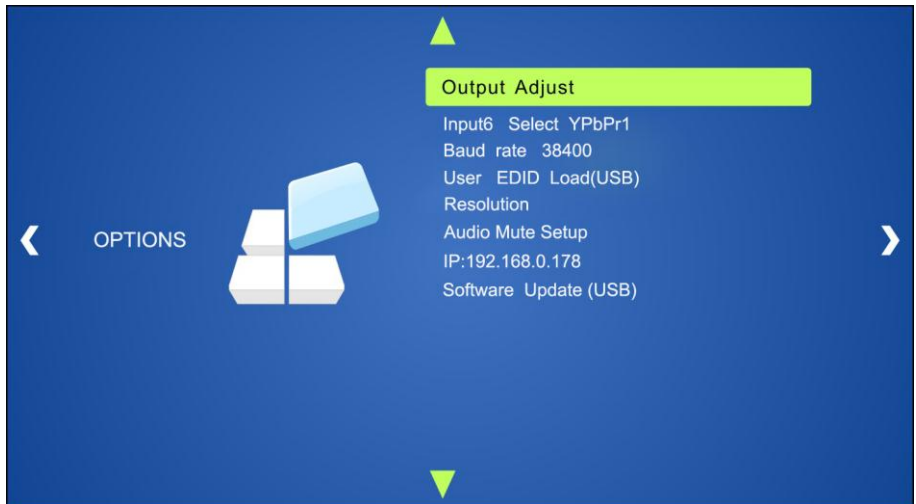 Output Adjust
Input6 Select YPbPr1
Baud rate 38400
User EDID Load(USB)
Resolution
OPTIONS
Audio Mute Setup
IP:192.168.0.178
Software Update (USB)